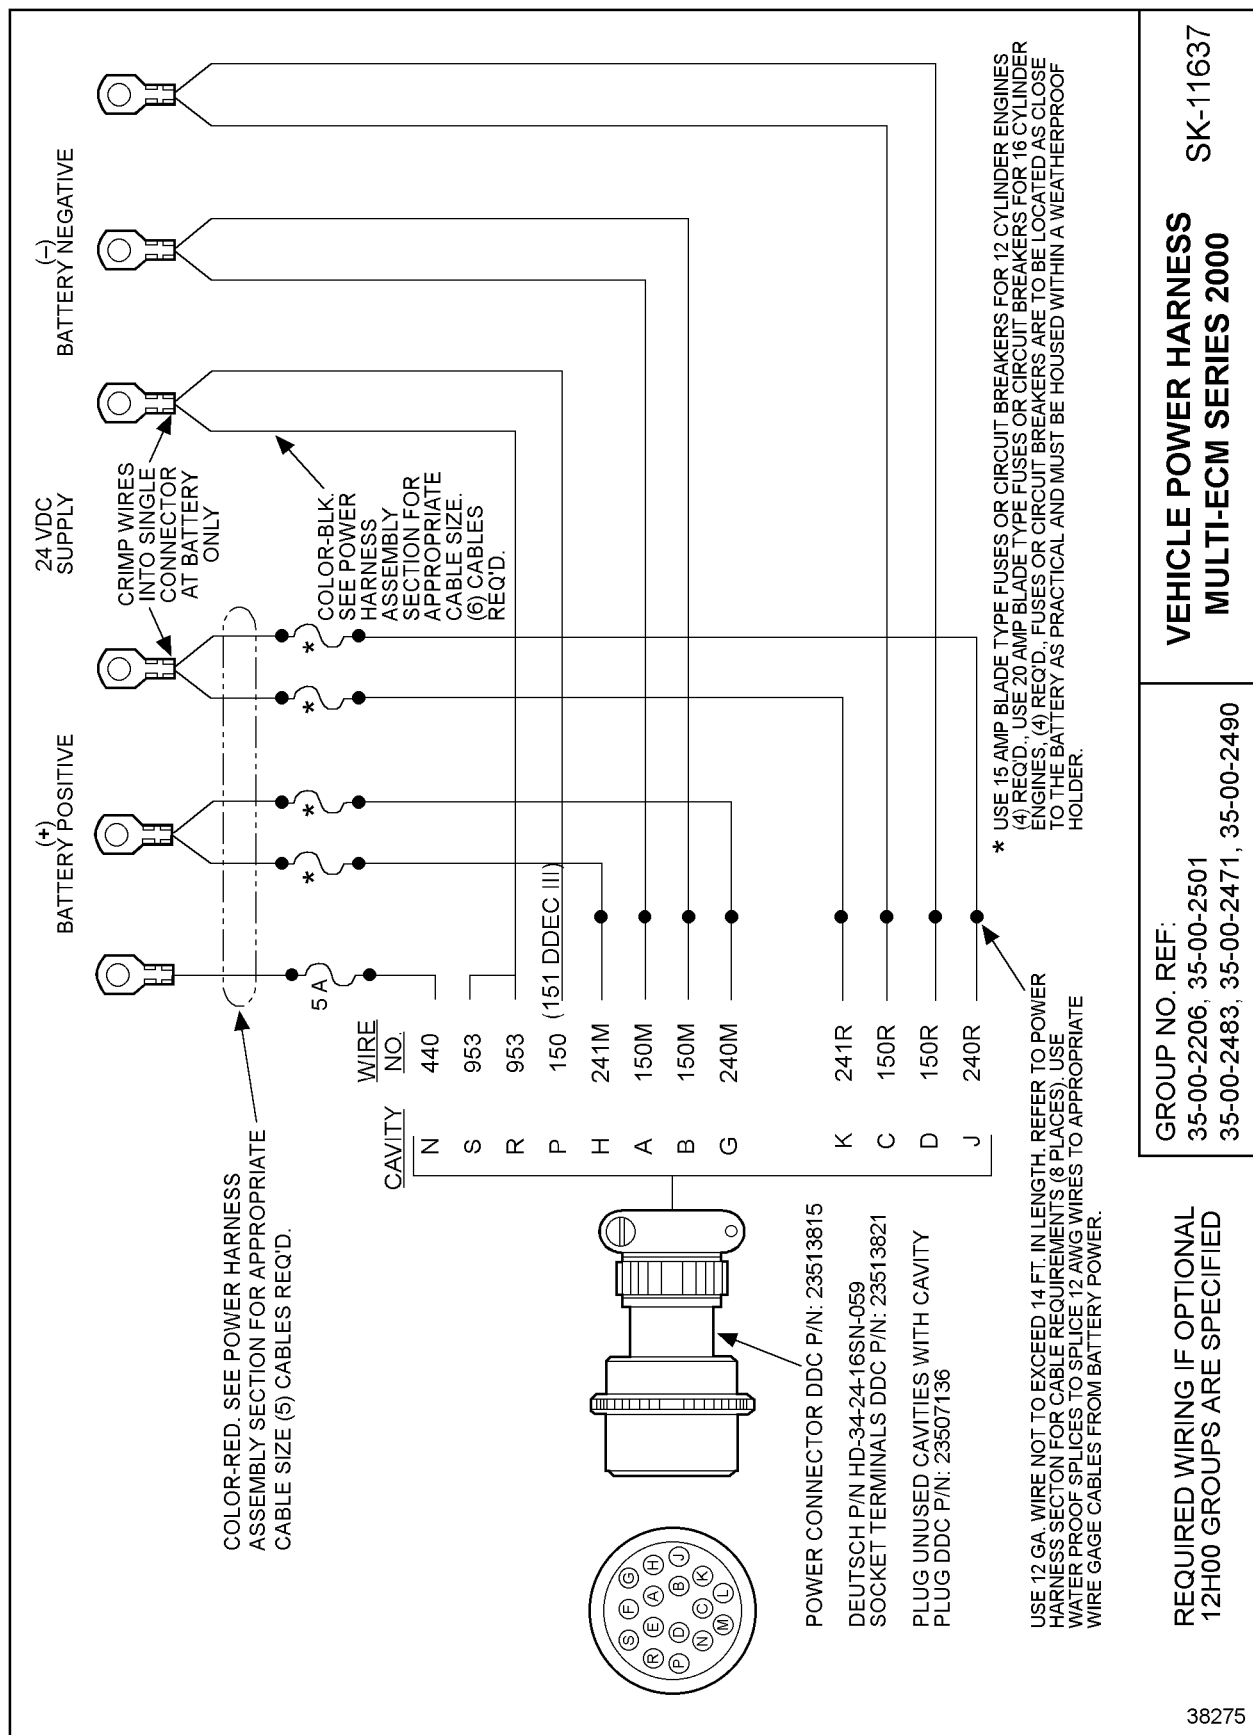 COLOR-RED. SEE POWER HARNESS
ASSEMBLY SECTION FOR APPROPRIATE
CABLE SIZE (5) CABLES REQ'D.
(+)
BATTERY POSITIVE
24 VDC
SUPPLY
(−)
BATTERY NEGATIVE
CRIMP WIRES
INTO SINGLE
CONNECTOR
AT BATTERY
ONLY
COLOR-BLK.
SEE POWER
HARNESS
ASSEMBLY
SECTION FOR
APPROPRIATE
CABLE SIZE.
(6) CABLES
REQ'D.
5 A
*
*
*
*
CAVITY
WIRE
NO.
N 440
S 953
R 953
P 150 (151 DDEC III)
H 241M
A 150M
B 150M
G 240M
K 241R
C 150R
D 150R
J 240R
S F G
R E A H
P D B J
N C K
M L
POWER CONNECTOR DDC P/N: 23513815
DEUTSCH P/N HD-34-24-16SN-059
SOCKET TERMINALS DDC P/N: 23513821
PLUG UNUSED CAVITIES WITH CAVITY
PLUG DDC P/N: 23507136
USE 12 GA. WIRE NOT TO EXCEED 14 FT. IN LENGTH. REFER TO POWER
HARNESS SECTON FOR CABLE REQUIREMENTS (8 PLACES). USE
WATER PROOF SPLICES TO SPLICE 12 AWG WIRES TO APPROPRIATE
WIRE GAGE CABLES FROM BATTERY POWER.
* USE 15 AMP BLADE TYPE FUSES OR CIRCUIT BREAKERS FOR 12 CYLINDER ENGINES
(4) REQ'D., USE 20 AMP BLADE TYPE FUSES OR CIRCUIT BREAKERS FOR 16 CYLINDER
ENGINES, (4) REQ'D., FUSES OR CIRCUIT BREAKERS ARE TO BE LOCATED AS CLOSE
TO THE BATTERY AS PRACTICAL AND MUST BE HOUSED WITHIN A WEATHERPROOF
HOLDER.
REQUIRED WIRING IF OPTIONAL
12H00 GROUPS ARE SPECIFIED
GROUP NO. REF:
35-00-2206, 35-00-2501
35-00-2483, 35-00-2471, 35-00-2490
VEHICLE POWER HARNESS
MULTI-ECM SERIES 2000
SK-11637
38275